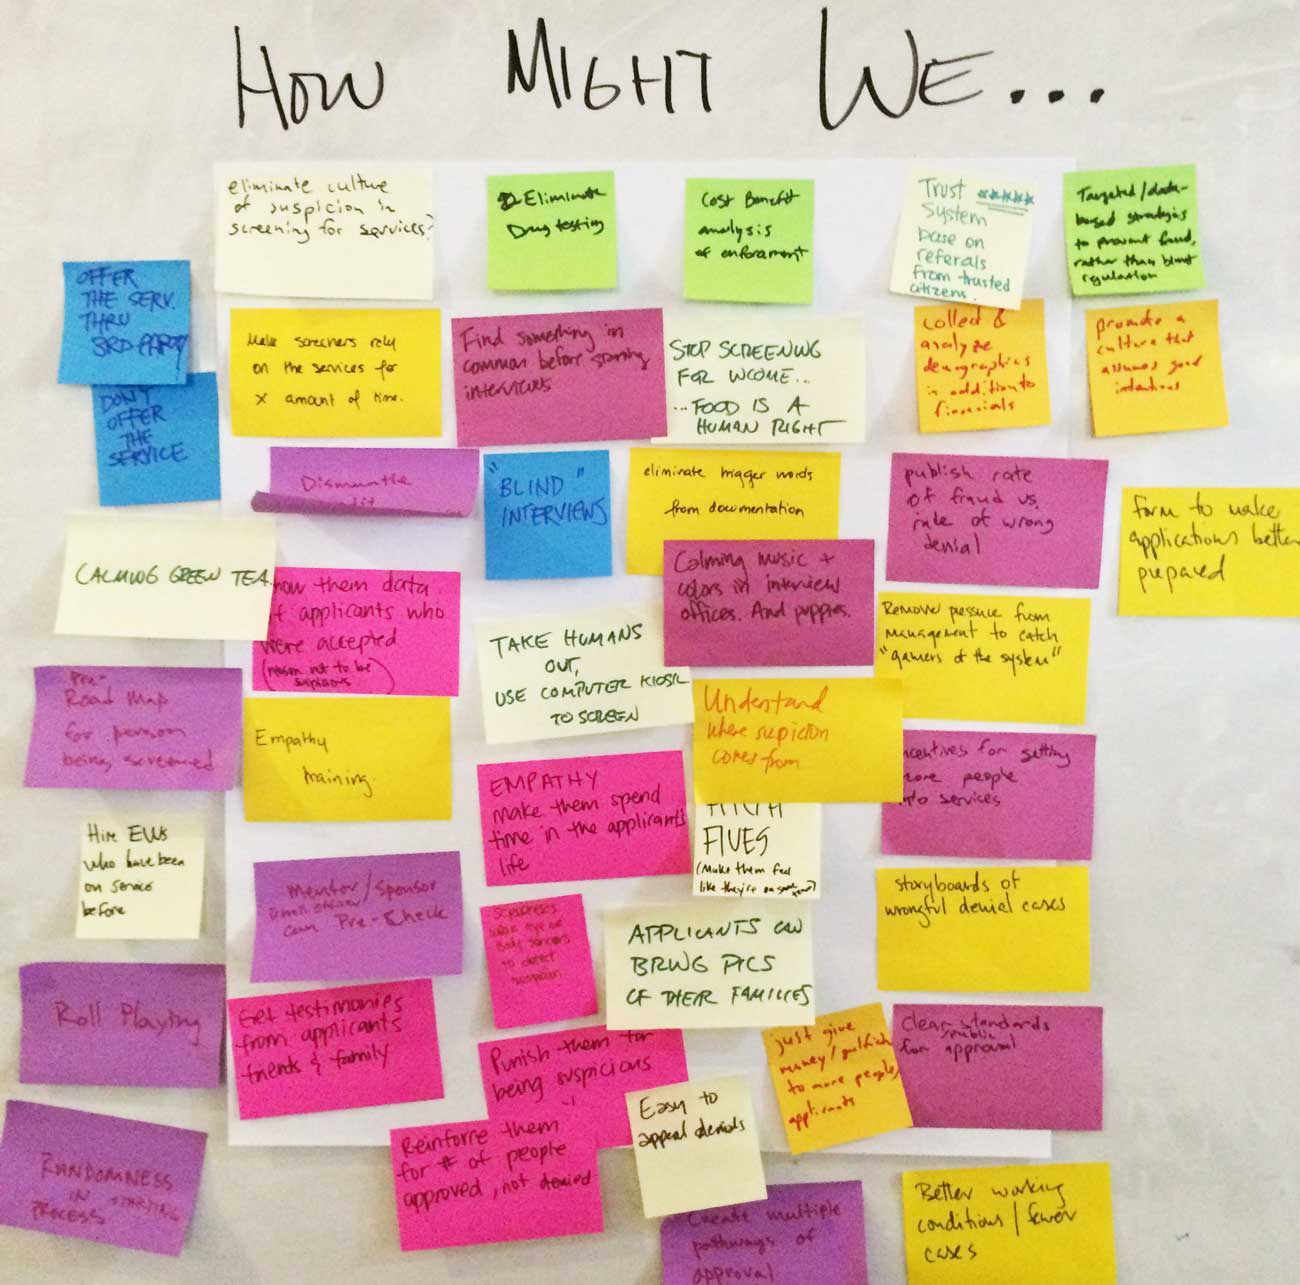 How Might We...
eliminate culture
of suspicion in
screening for services?
Eliminate
Drug testing
Cost Benefit
analysis
of enforcement
Trust *****
System
base on
referals
from trusted
citizens.
Targeted/data-
based strategies
to prevent fraud,
rather than blunt
regulation
OFFER
THE SERV.
THRU
3RD PARTY
DON'T
OFFER
THE
SERVICE
Make screeners rely
on the services for
X amount of time.
Find something in
common before starting
interviews
STOP SCREENING
FOR INCOME...
...FOOD IS A
HUMAN RIGHT
collect &
analyze
demographics
in addition to
financials
promote a
culture that
assumes good
intentions
Dismantle
"BLIND"
INTERVIEWS
eliminate trigger words
from documentation
publish rate
of fraud vs.
rate of wrong
denial
Form to make
applications better
prepared
CALMING GREEN TEA
how them data
f applicants who
were accepted
(reason not to be
suspicious)
Calming music +
colors in interview
offices. And puppies.
TAKE HUMANS
OUT,
USE COMPUTER KIOSK
TO SCREEN
Remove pressure from
management to catch
"gamers of the system"
Pre-
Road Map
for person
being screened
Empathy
training.
Understand
where suspicion
comes from
incentives for getting
more people
into services
EMPATHY
make them spend
time in the applicant's
life
HIGH
FIVES
(Make them feel
like they're on same
Hire EWs
who have been
on service
before
Mentor/Sponsor
can Pre-Check
storyboards of
wrongful denial cases
Screeners
wear
Body sensors
to detect
suspicion
APPLICANTS CAN
BRING PICS
OF THEIR FAMILIES
Roll Playing
Get testimonies
from applicants
friends & family
Punish them for
being suspicious
just give
money/
to more people/
applicants
Clear standards
public
for approval
Easy to
appeal denials
Reinforce them
for # of people
approved, not denied
RANDOMNESS
IN STARTING
PROCESS
Create multiple
pathways of
approval
Better working
conditions/fewer
cases